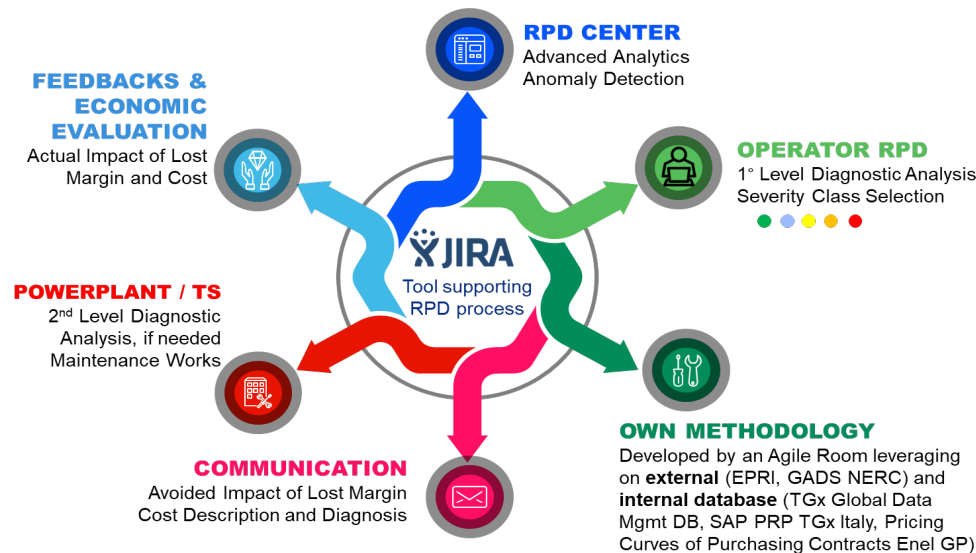 RPD CENTER
Advanced Analytics
Anomaly Detection
FEEDBACKS &
ECONOMIC
EVALUATION
Actual Impact of Lost
Margin and Cost
OPERATOR RPD
1° Level Diagnostic Analysis
Severity Class Selection
JIRA
Tool supporting
RPD process
POWERPLANT / TS
2nd Level Diagnostic
Analysis, if needed
Maintenance Works
OWN METHODOLOGY
Developed by an Agile Room leveraging
on external (EPRI, GADS NERC) and
internal database (TGx Global Data
Mgmt DB, SAP PRP TGx Italy, Pricing
Curves of Purchasing Contracts Enel GP)
COMMUNICATION
Avoided Impact of Lost Margin
Cost Description and Diagnosis